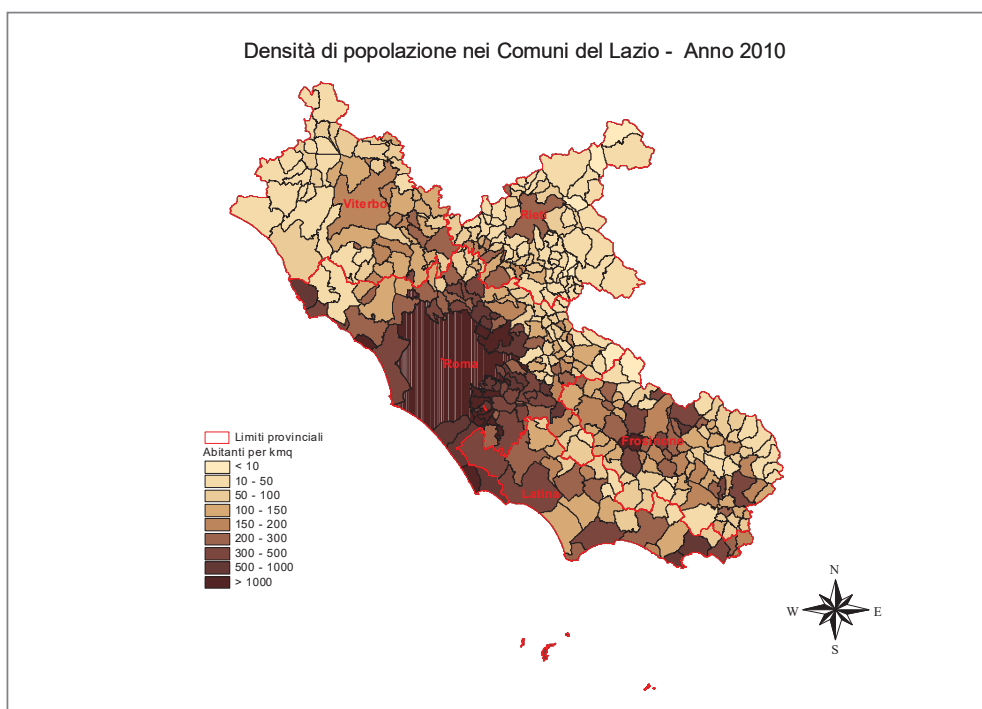 Densità di popolazione nei Comuni del Lazio - Anno 2010
Viterbo
Rieti
Roma
Frosinone
Latina
Limiti provinciali
Abitanti per kmq
< 10
10 - 50
50 - 100
100 - 150
150 - 200
200 - 300
300 - 500
500 - 1000
> 1000
N
W
E
S